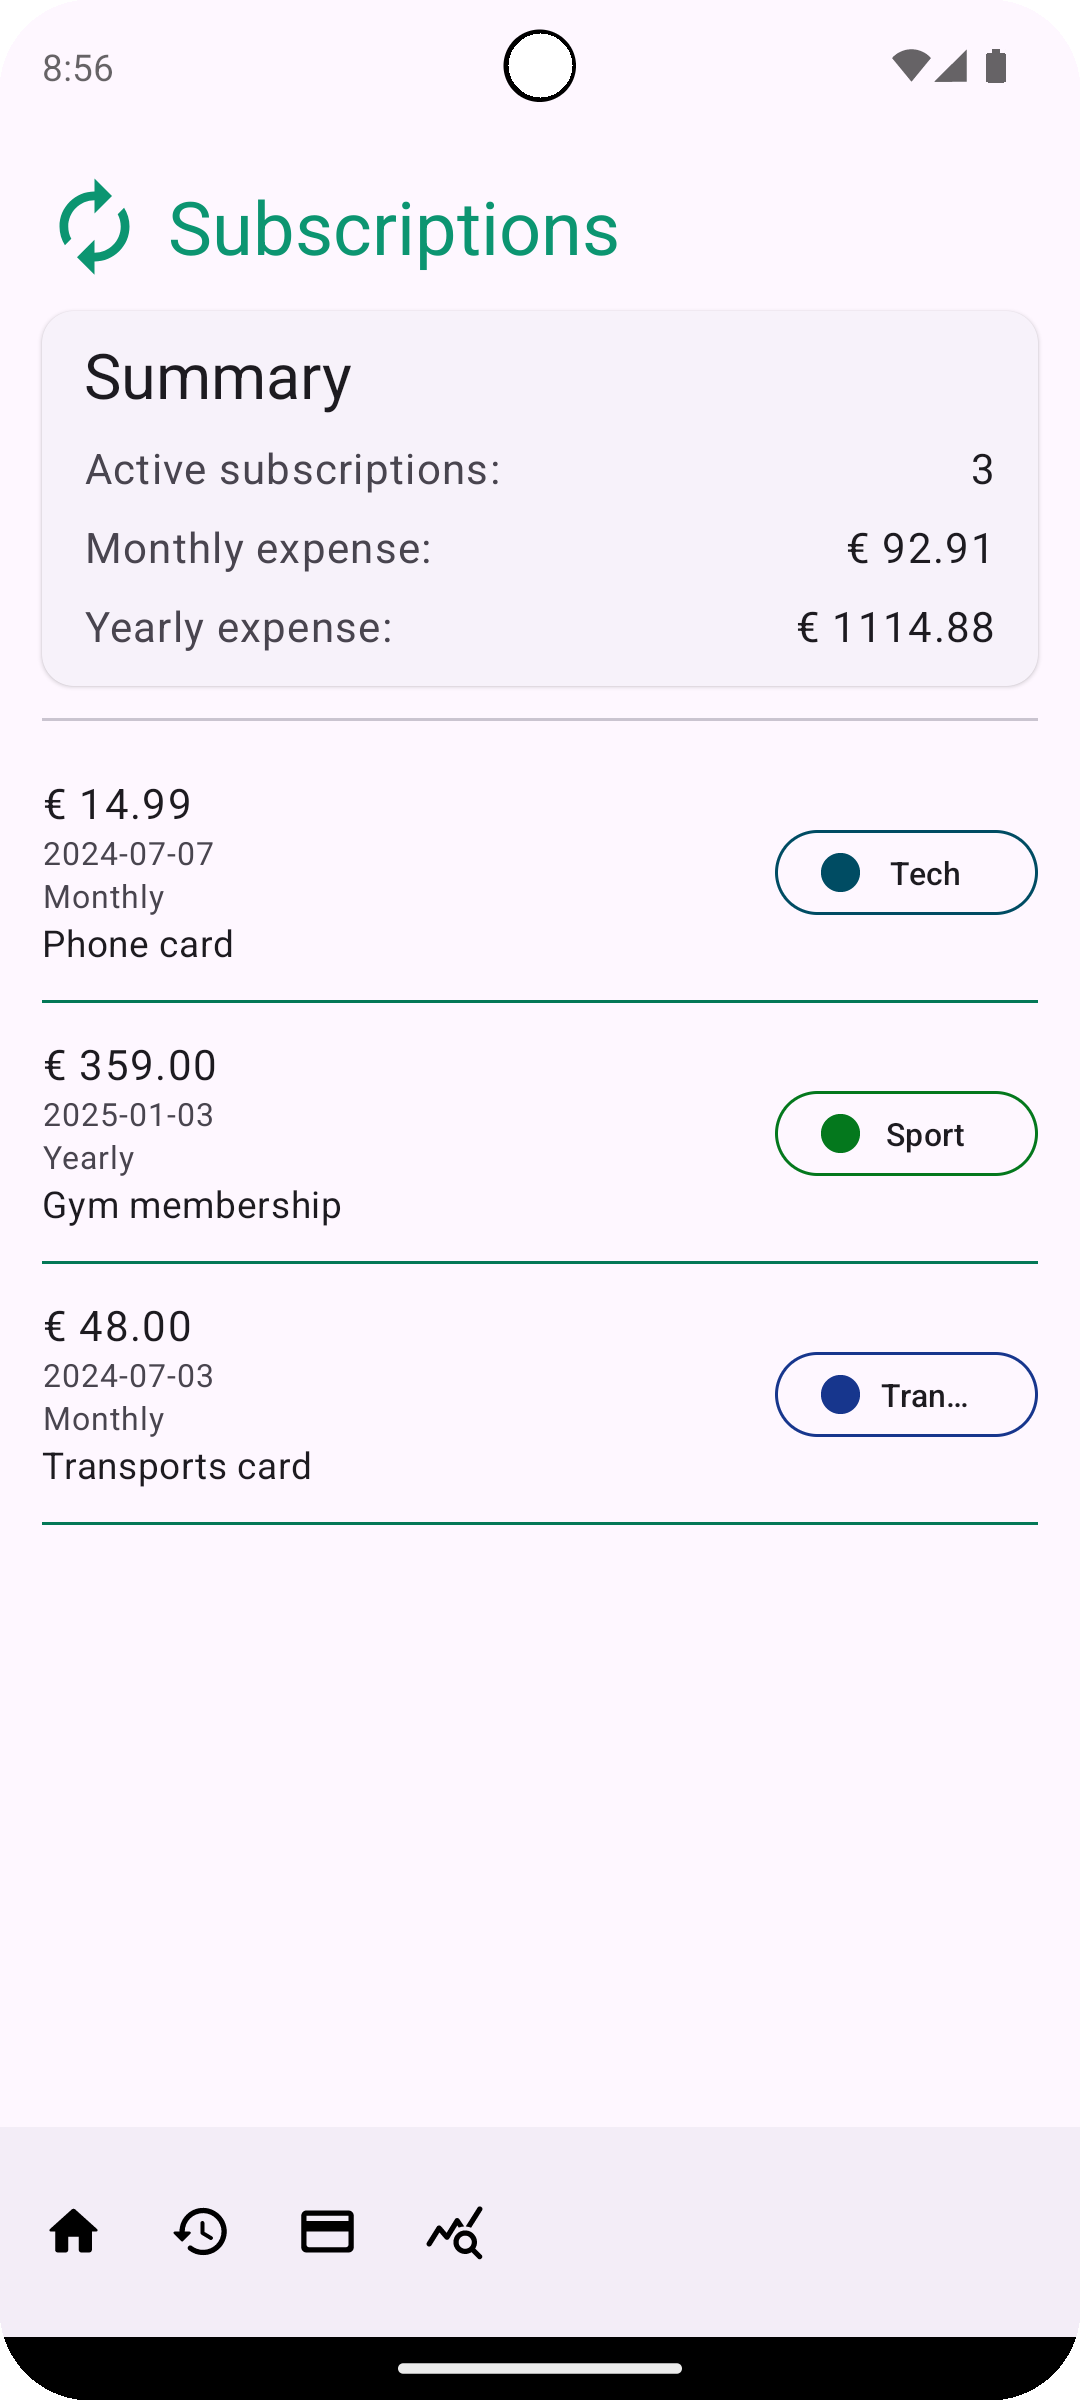 8:56
Subscriptions
Summary
Active subscriptions: 3
Monthly expense: € 92.91
Yearly expense: € 1114.88
€ 14.99
2024-07-07
Monthly
Phone card
Tech
€ 359.00
2025-01-03
Yearly
Gym membership
Sport
€ 48.00
2024-07-03
Monthly
Transports card
Tran...